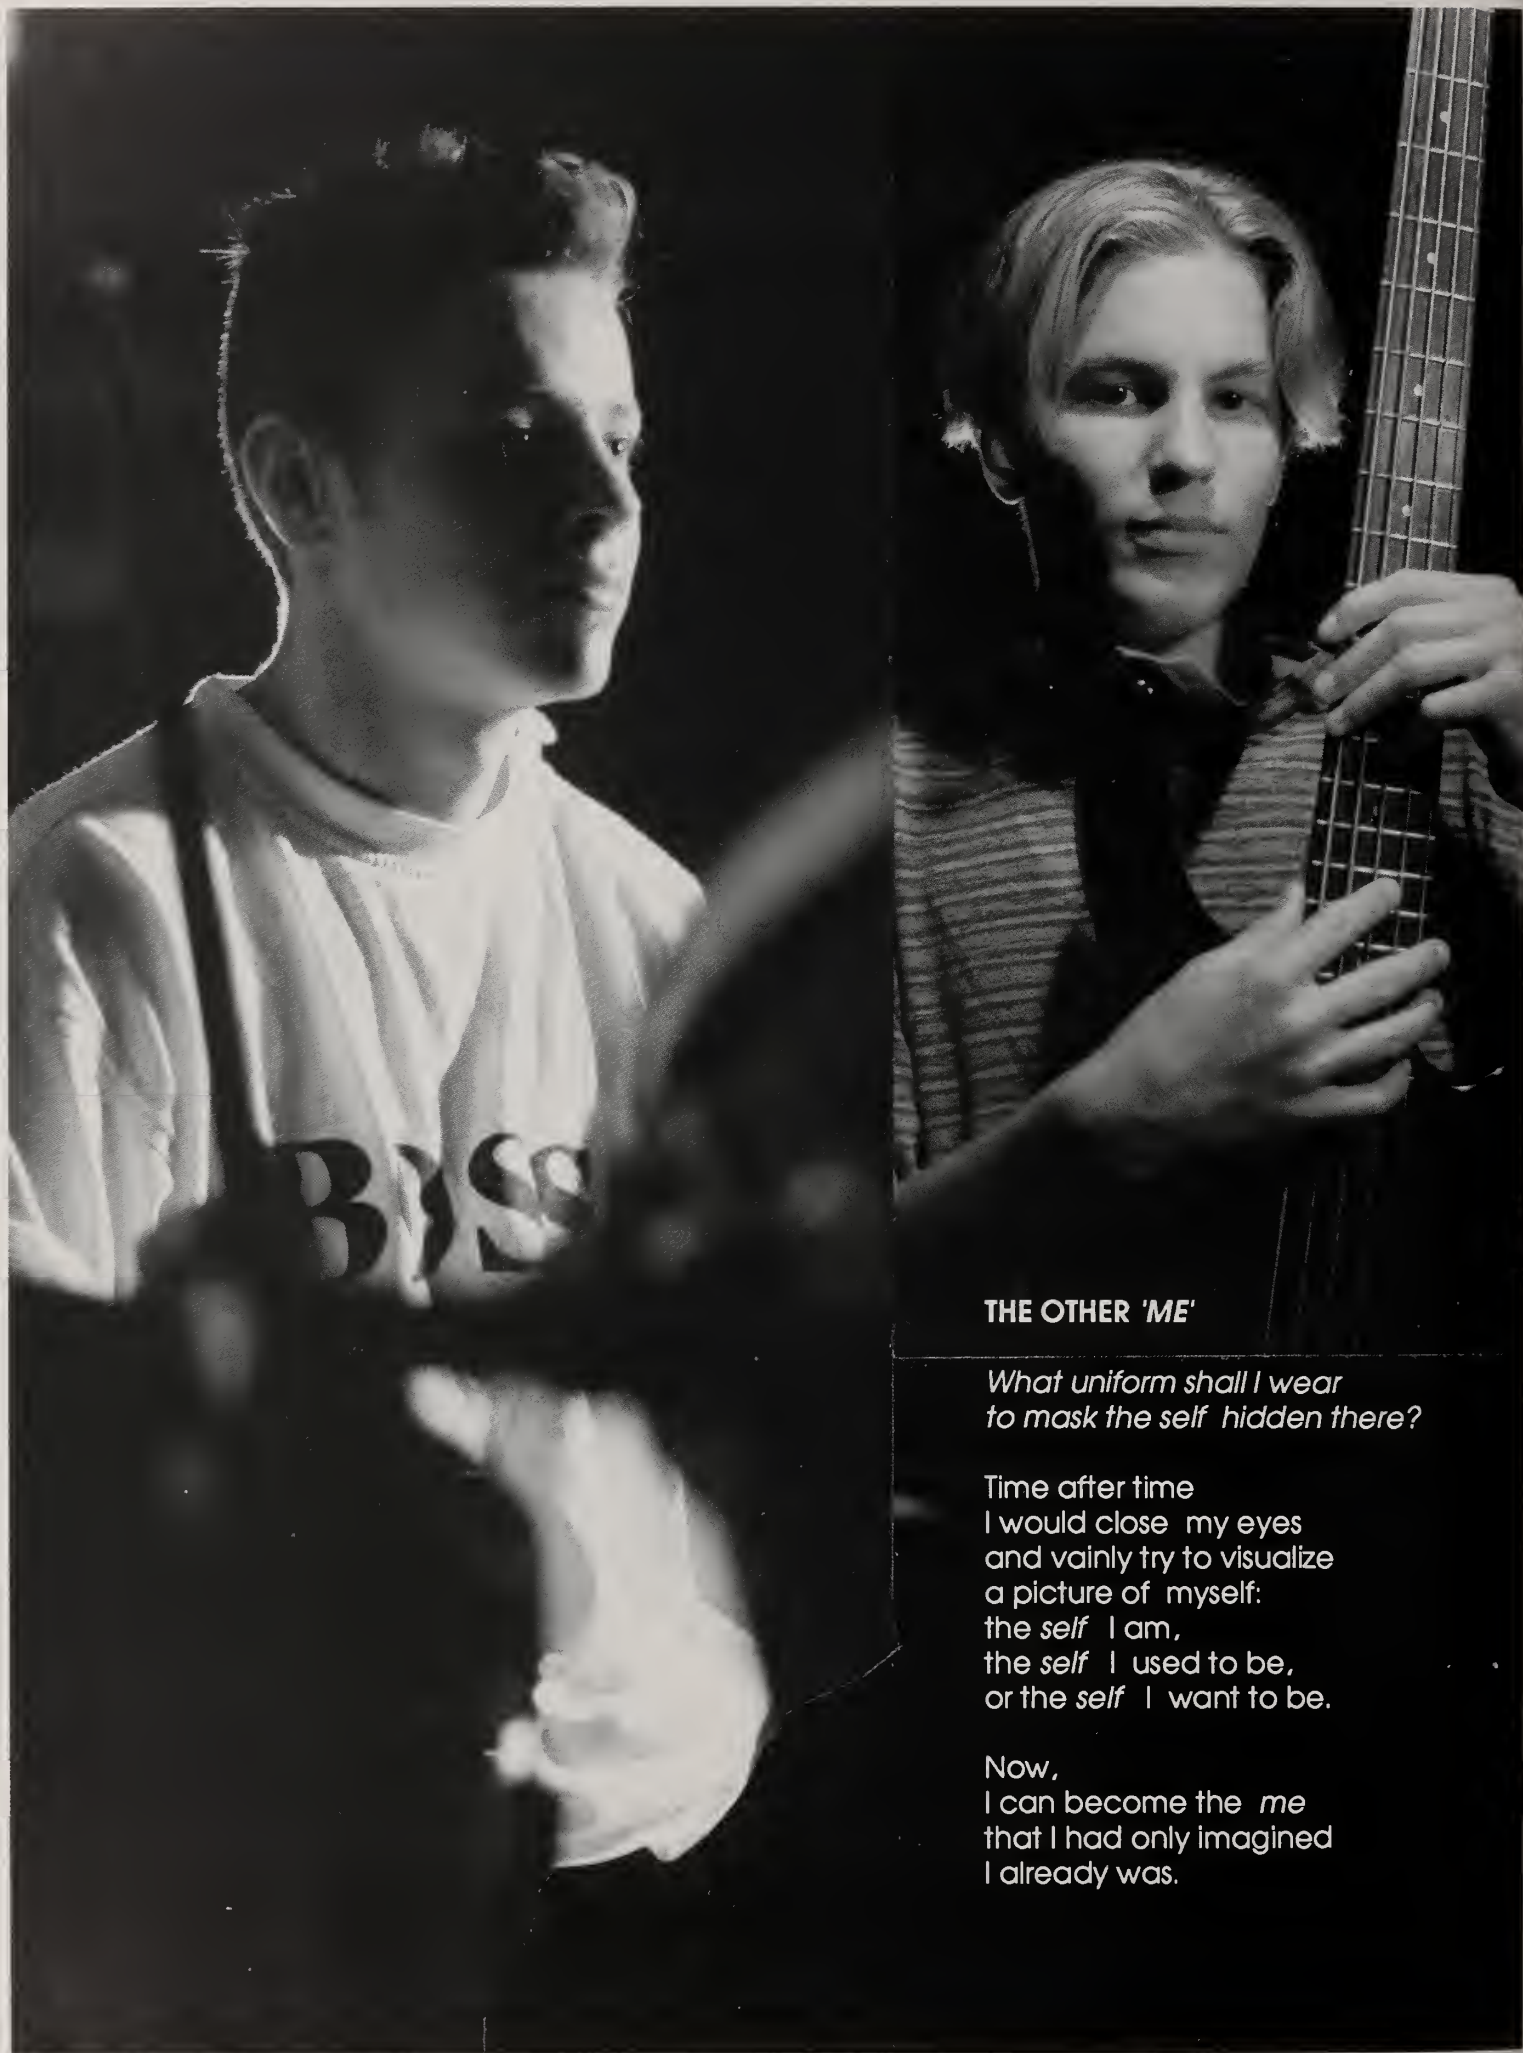 BOSS
THE OTHER 'ME'
What uniform shall I wear
to mask the self hidden there?
Time after time
I would close my eyes
and vainly try to visualize
a picture of myself:
the self I am,
the self I used to be,
or the self I want to be.
Now,
I can become the me
that I had only imagined
I already was.